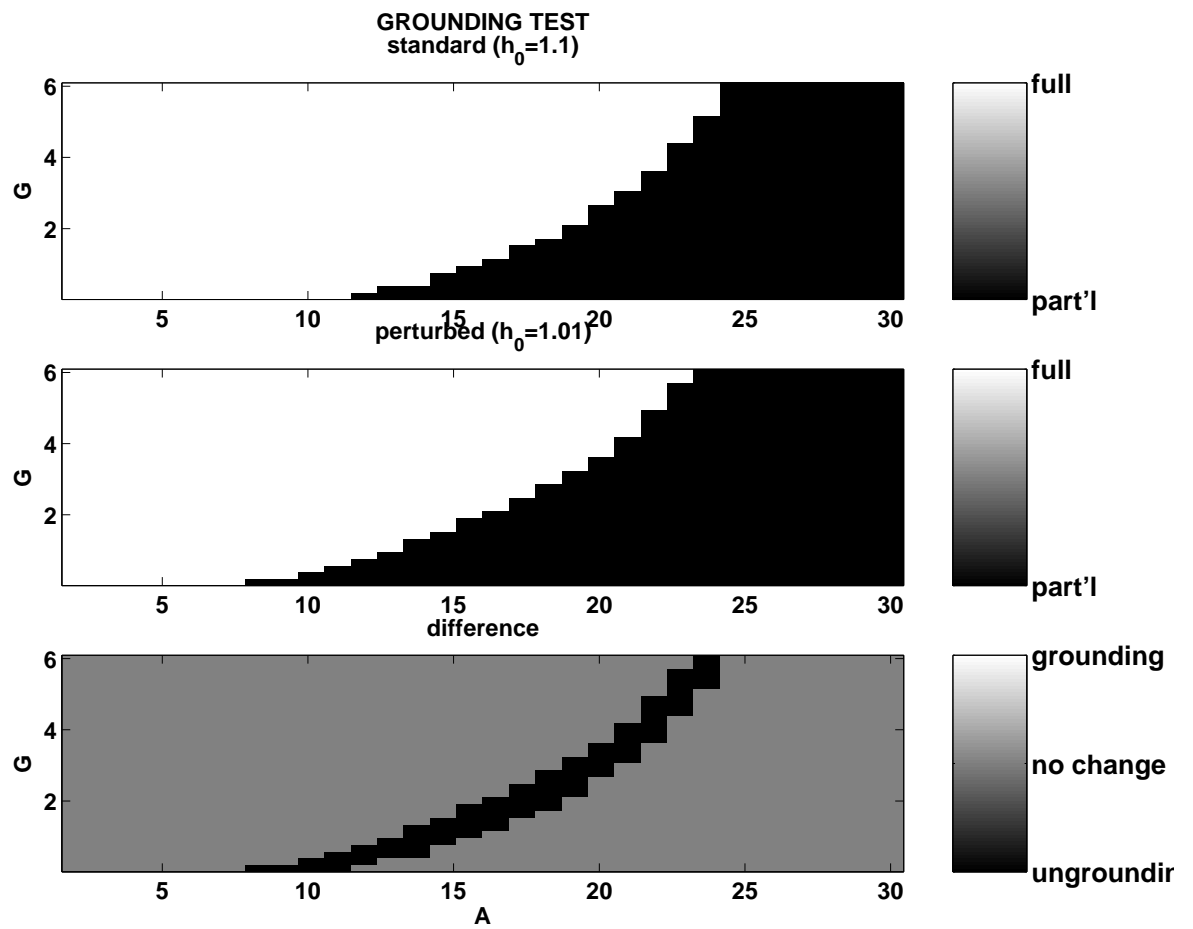 GROUNDING TEST
standard (h0=1.1)
6
4
2
G
5 10 15 20 25 30
full
part'l
perturbed (h0=1.01)
6
4
2
G
5 10 15 20 25 30
full
part'l
difference
6
4
2
G
5 10 15 20 25 30
A
grounding
no change
ungroundir